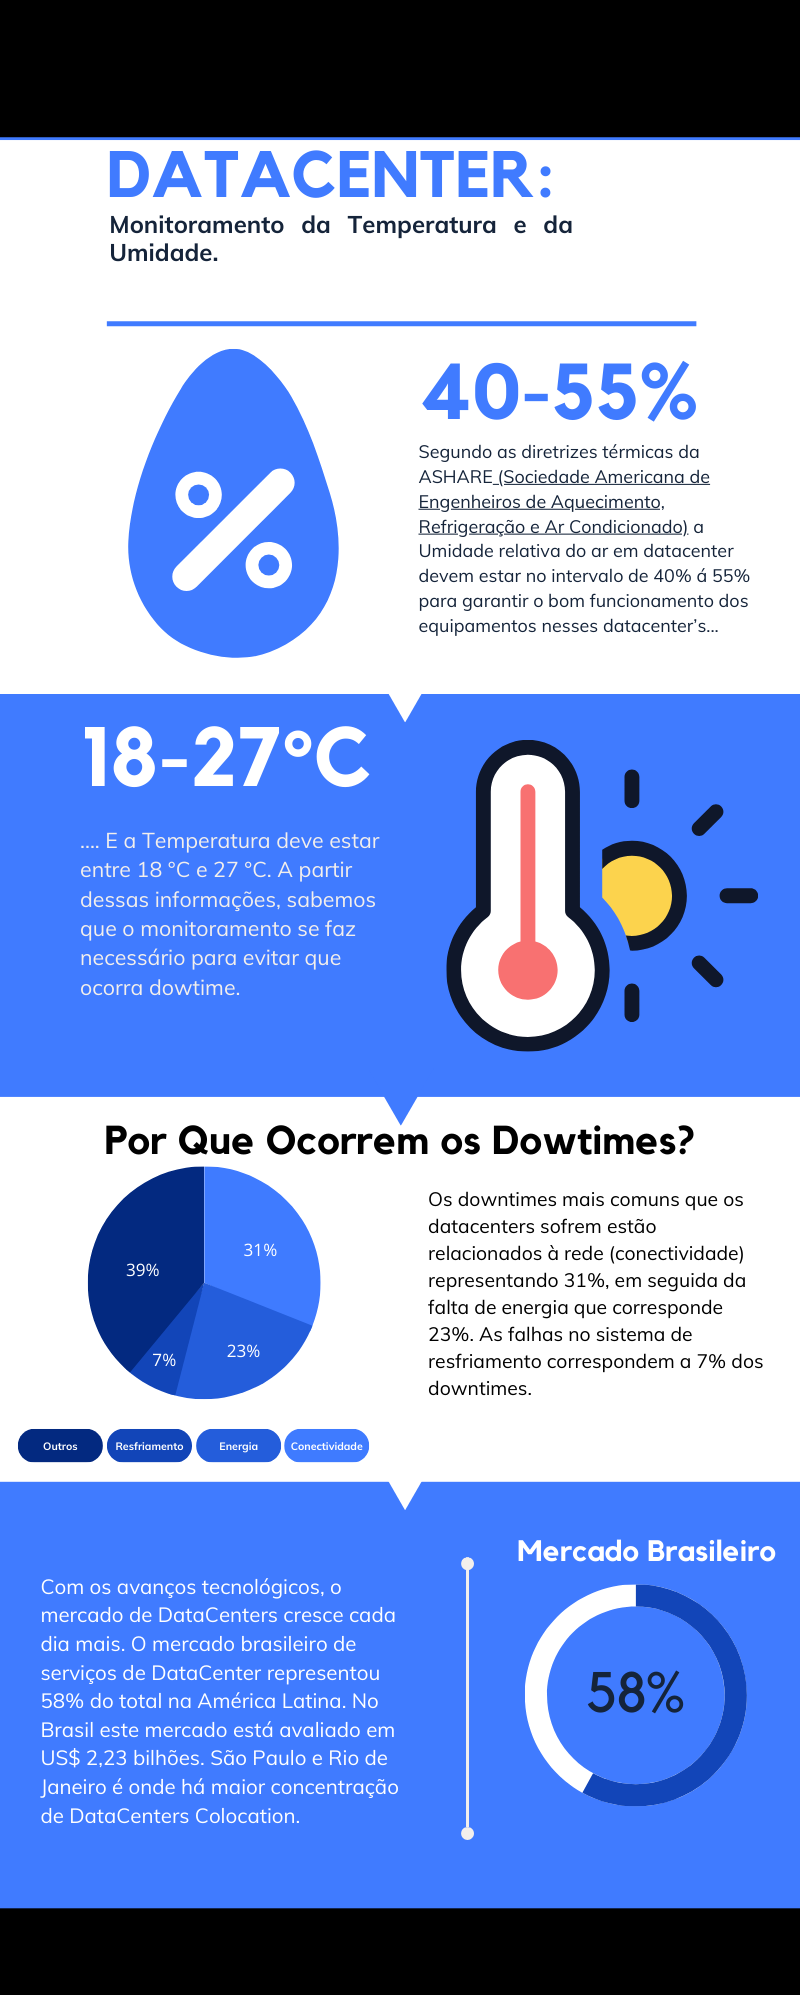 DATACENTER:
Monitoramento da Temperatura e da
Umidade.
%
40-55%
Segundo as diretrizes térmicas da
ASHARE (Sociedade Americana de
Engenheiros de Aquecimento,
Refrigeração e Ar Condicionado) a
Umidade relativa do ar em datacenter
devem estar no intervalo de 40% á 55%
para garantir o bom funcionamento dos
equipamentos nesses datacenter’s...
18-27°C
.... E a Temperatura deve estar
entre 18 °C e 27 °C. A partir
dessas informações, sabemos
que o monitoramento se faz
necessário para evitar que
ocorra dowtime.
Por Que Ocorrem os Dowtimes?
39%
31%
7%
23%
Outros
Resfriamento
Energia
Conectividade
Os downtimes mais comuns que os
datacenters sofrem estão
relacionados à rede (conectividade)
representando 31%, em seguida da
falta de energia que corresponde
23%. As falhas no sistema de
resfriamento correspondem a 7% dos
downtimes.
Com os avanços tecnológicos, o
mercado de DataCenters cresce cada
dia mais. O mercado brasileiro de
serviços de DataCenter representou
58% do total na América Latina. No
Brasil este mercado está avaliado em
US$ 2,23 bilhões. São Paulo e Rio de
Janeiro é onde há maior concentração
de DataCenters Colocation.
Mercado Brasileiro
58%